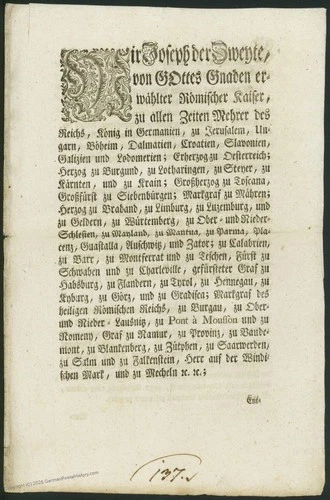 Wir Joseph der Zweyte,
von GOttes Gnaden er-
wählter Römischer Kaiser,
zu allen Zeiten Mehrer des
Reichs, König in Germanien, zu Jerusalem, Un-
garn, Böheim, Dalmatien, Croatien, Slavonien,
Galizien und Lodomerien; Erzherzog zu Oesterreich;
Herzog zu Burgund, zu Lotharingen, zu Steyer, zu
Kärnten, und zu Krain; Großherzog zu Toscana,
Großfürst zu Siebenbürgen; Markgraf zu Mähren;
Herzog zu Braband, zu Limburg, zu Luzemburg, und
zu Geldern, zu Würtemberg, zu Ober- und Nieder-
Schlesien, zu Mayland, zu Mantua, zu Parma, Pla-
cenz, Guastalla, Auschwitz, und Zator; zu Calabrien,
zu Barr, zu Montferrat und zu Teschen, Fürst zu
Schwaben und zu Charleville, gefürsteter Graf zu
Habsburg, zu Flandern, zu Tyrol, zu Hennegau, zu
Kyburg, zu Görz, und zu Gradisca; Markgraf des
heiligen Römischen Reichs, zu Burgau, zu Ober-
und Nieder-Lausnitz, zu Pont à Mousson und zu
Nomeny, Graf zu Namur, zu Provinz, zu Vaude-
mont, zu Blankenberg, zu Zütphen, zu Saarwerden,
zu Salm und zu Falkenstein, Herr auf der Windi-
schen Mark, und zu Mecheln ꝛc. ꝛc.;
Ent-
137.